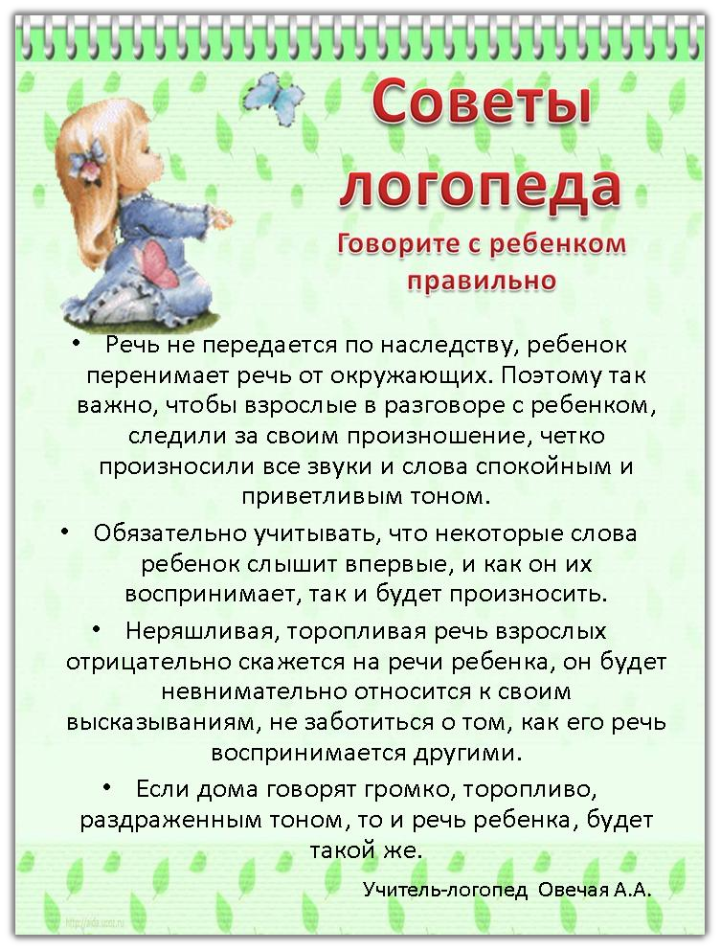 Советы
логопеда
Говорите с ребенком
правильно
• Речь не передается по наследству, ребенок
перенимает речь от окружающих. Поэтому так
важно, чтобы взрослые в разговоре с ребенком,
следили за своим произношение, четко
произносили все звуки и слова спокойным и
приветливым тоном.
• Обязательно учитывать, что некоторые слова
ребенок слышит впервые, и как он их
воспринимает, так и будет произносить.
• Неряшливая, торопливая речь взрослых
отрицательно скажется на речи ребенка, он будет
невнимательно относится к своим
высказываниям, не заботиться о том, как его речь
воспринимается другими.
• Если дома говорят громко, торопливо,
раздраженным тоном, то и речь ребенка, будет
такой же.
Учитель-логопед Овечая А.А.